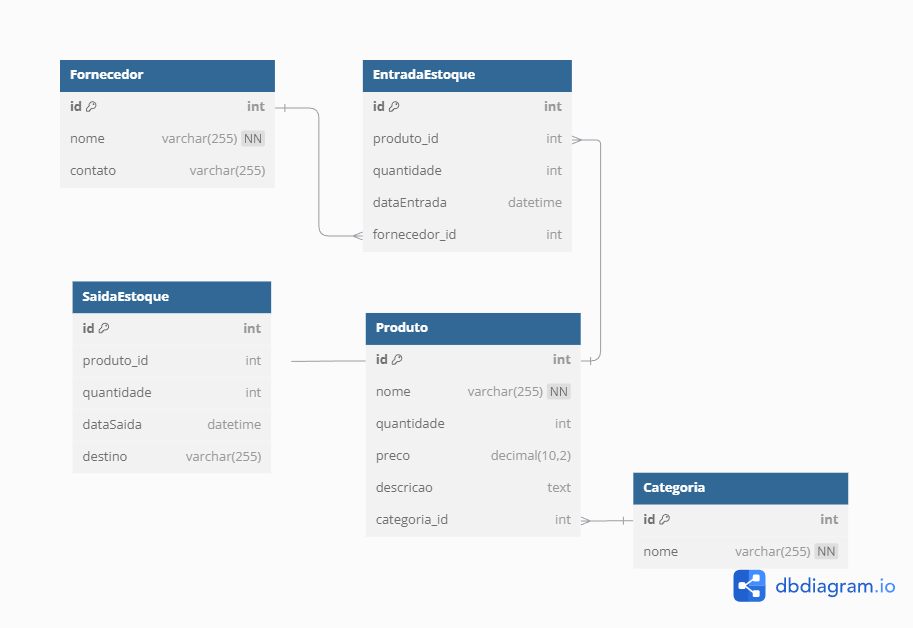 Fornecedor
id int
nome varchar(255) NN
contato varchar(255)
EntradaEstoque
id int
produto_id int
quantidade int
dataEntrada datetime
fornecedor_id int
SaidaEstoque
id int
produto_id int
quantidade int
dataSaida datetime
destino varchar(255)
Produto
id int
nome varchar(255) NN
quantidade int
preco decimal(10,2)
descricao text
categoria_id int
Categoria
id int
nome varchar(255) NN
dbdiagram.io